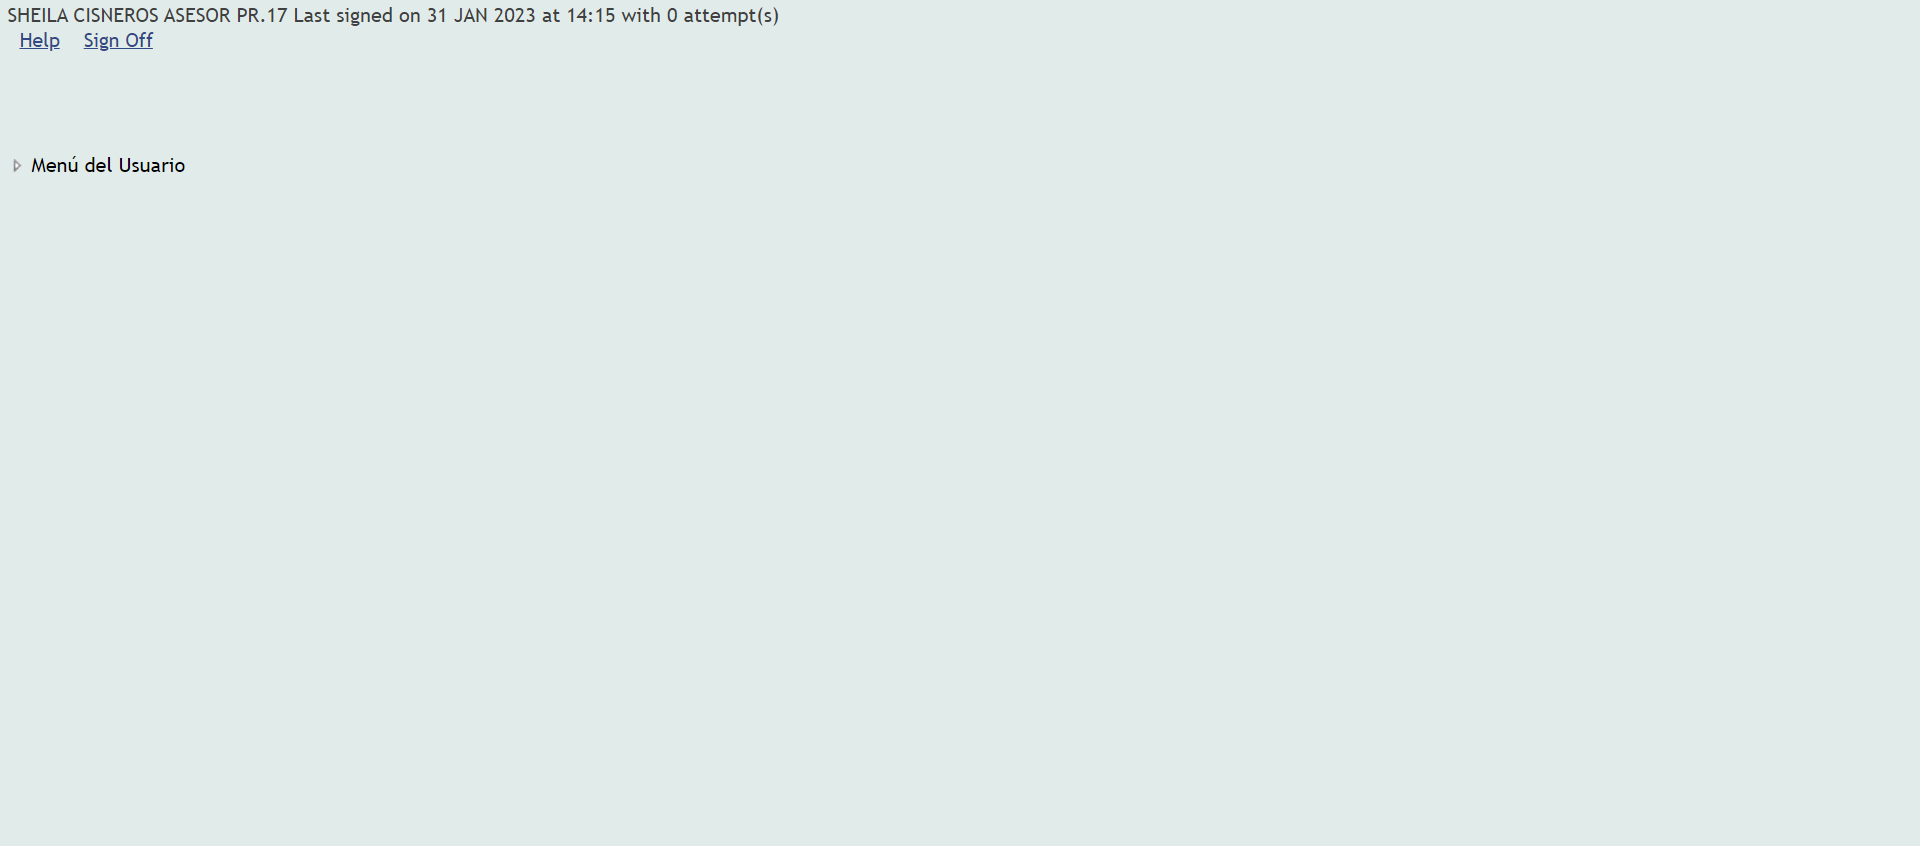 SHEILA CISNEROS ASESOR PR.17 Last signed on 31 JAN 2023 at 14:15 with 0 attempt(s)
Help Sign Off
Menú del Usuario